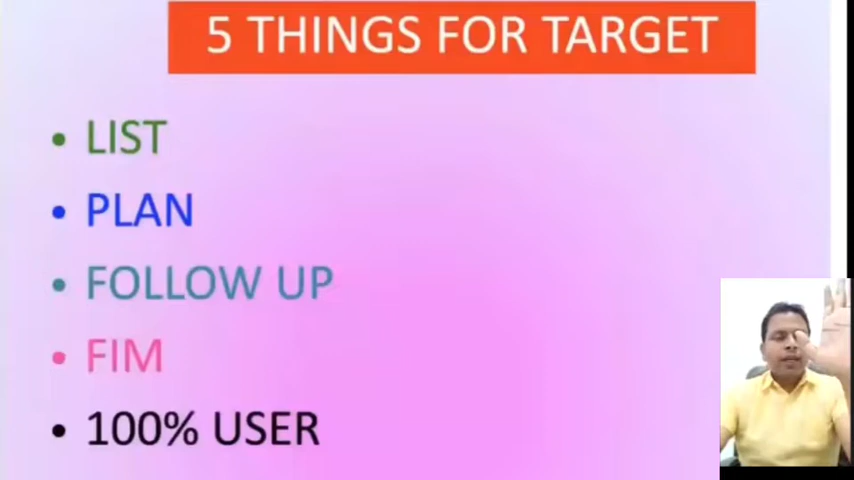 5 THINGS FOR TARGET
• LIST
• PLAN
• FOLLOW UP
• FIM
• 100% USER